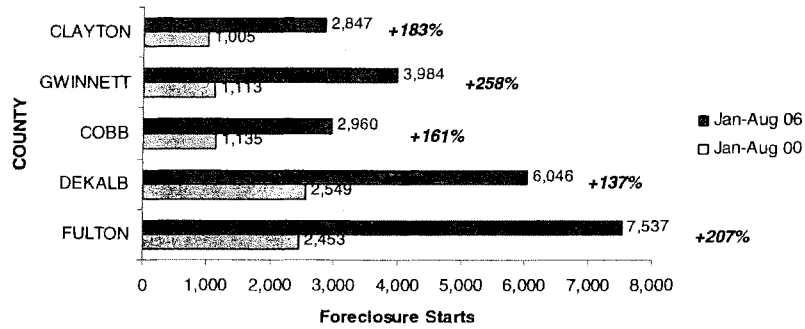 COUNTY
CLAYTON
2,847
+183%
1,005
GWINNETT
3,984
+258%
1,113
COBB
2,960
+161%
1,135
DEKALB
6,046
+137%
2,549
FULTON
7,537
+207%
2,453
Jan-Aug 06
Jan-Aug 00
0 1,000 2,000 3,000 4,000 5,000 6,000 7,000 8,000
Foreclosure Starts